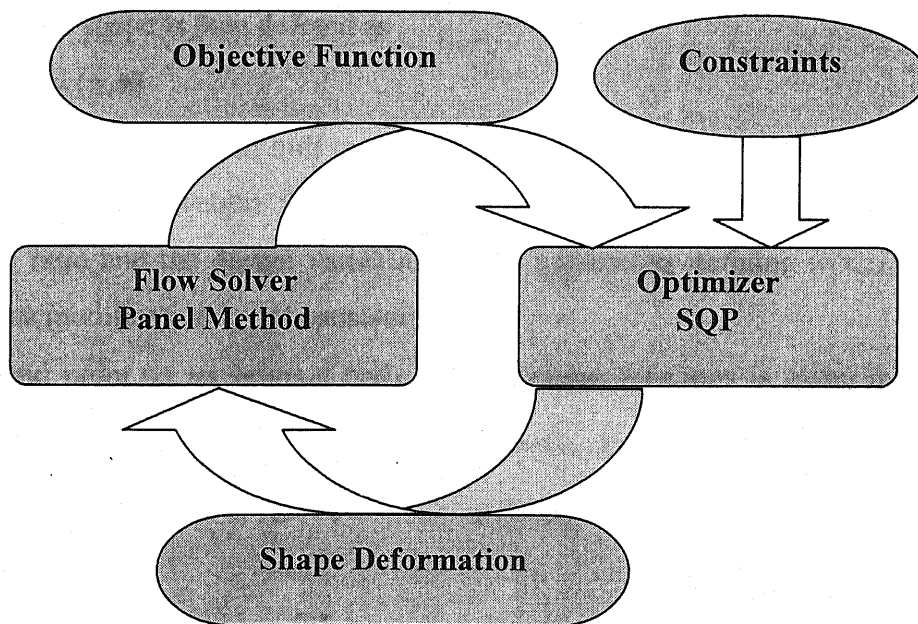 Objective Function
Constraints
Flow Solver
Panel Method
Optimizer
SQP
Shape Deformation